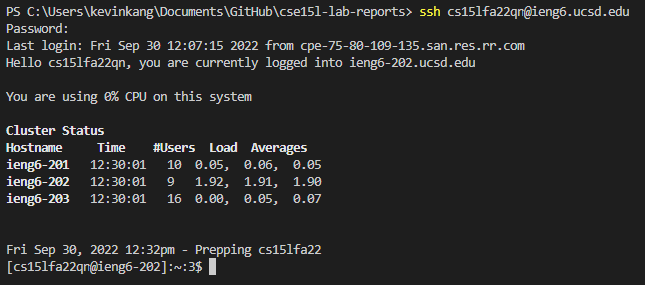 PS C:\Users\kevinkang\Documents\GitHub\cse15l-lab-reports> ssh cs15lfa22qn@ieng6.ucsd.edu
Password:
Last login: Fri Sep 30 12:07:15 2022 from cpe-75-80-109-135.san.res.rr.com
Hello cs15lfa22qn, you are currently logged into ieng6-202.ucsd.edu
You are using 0% CPU on this system
Cluster Status
Hostname     Time    #Users  Load  Averages
ieng6-201   12:30:01   10  0.05,  0.06,  0.05
ieng6-202   12:30:01   9   1.92,  1.91,  1.90
ieng6-203   12:30:01   16  0.00,  0.05,  0.07
Fri Sep 30, 2022 12:32pm - Prepping cs15lfa22
[cs15lfa22qn@ieng6-202]:~:3$